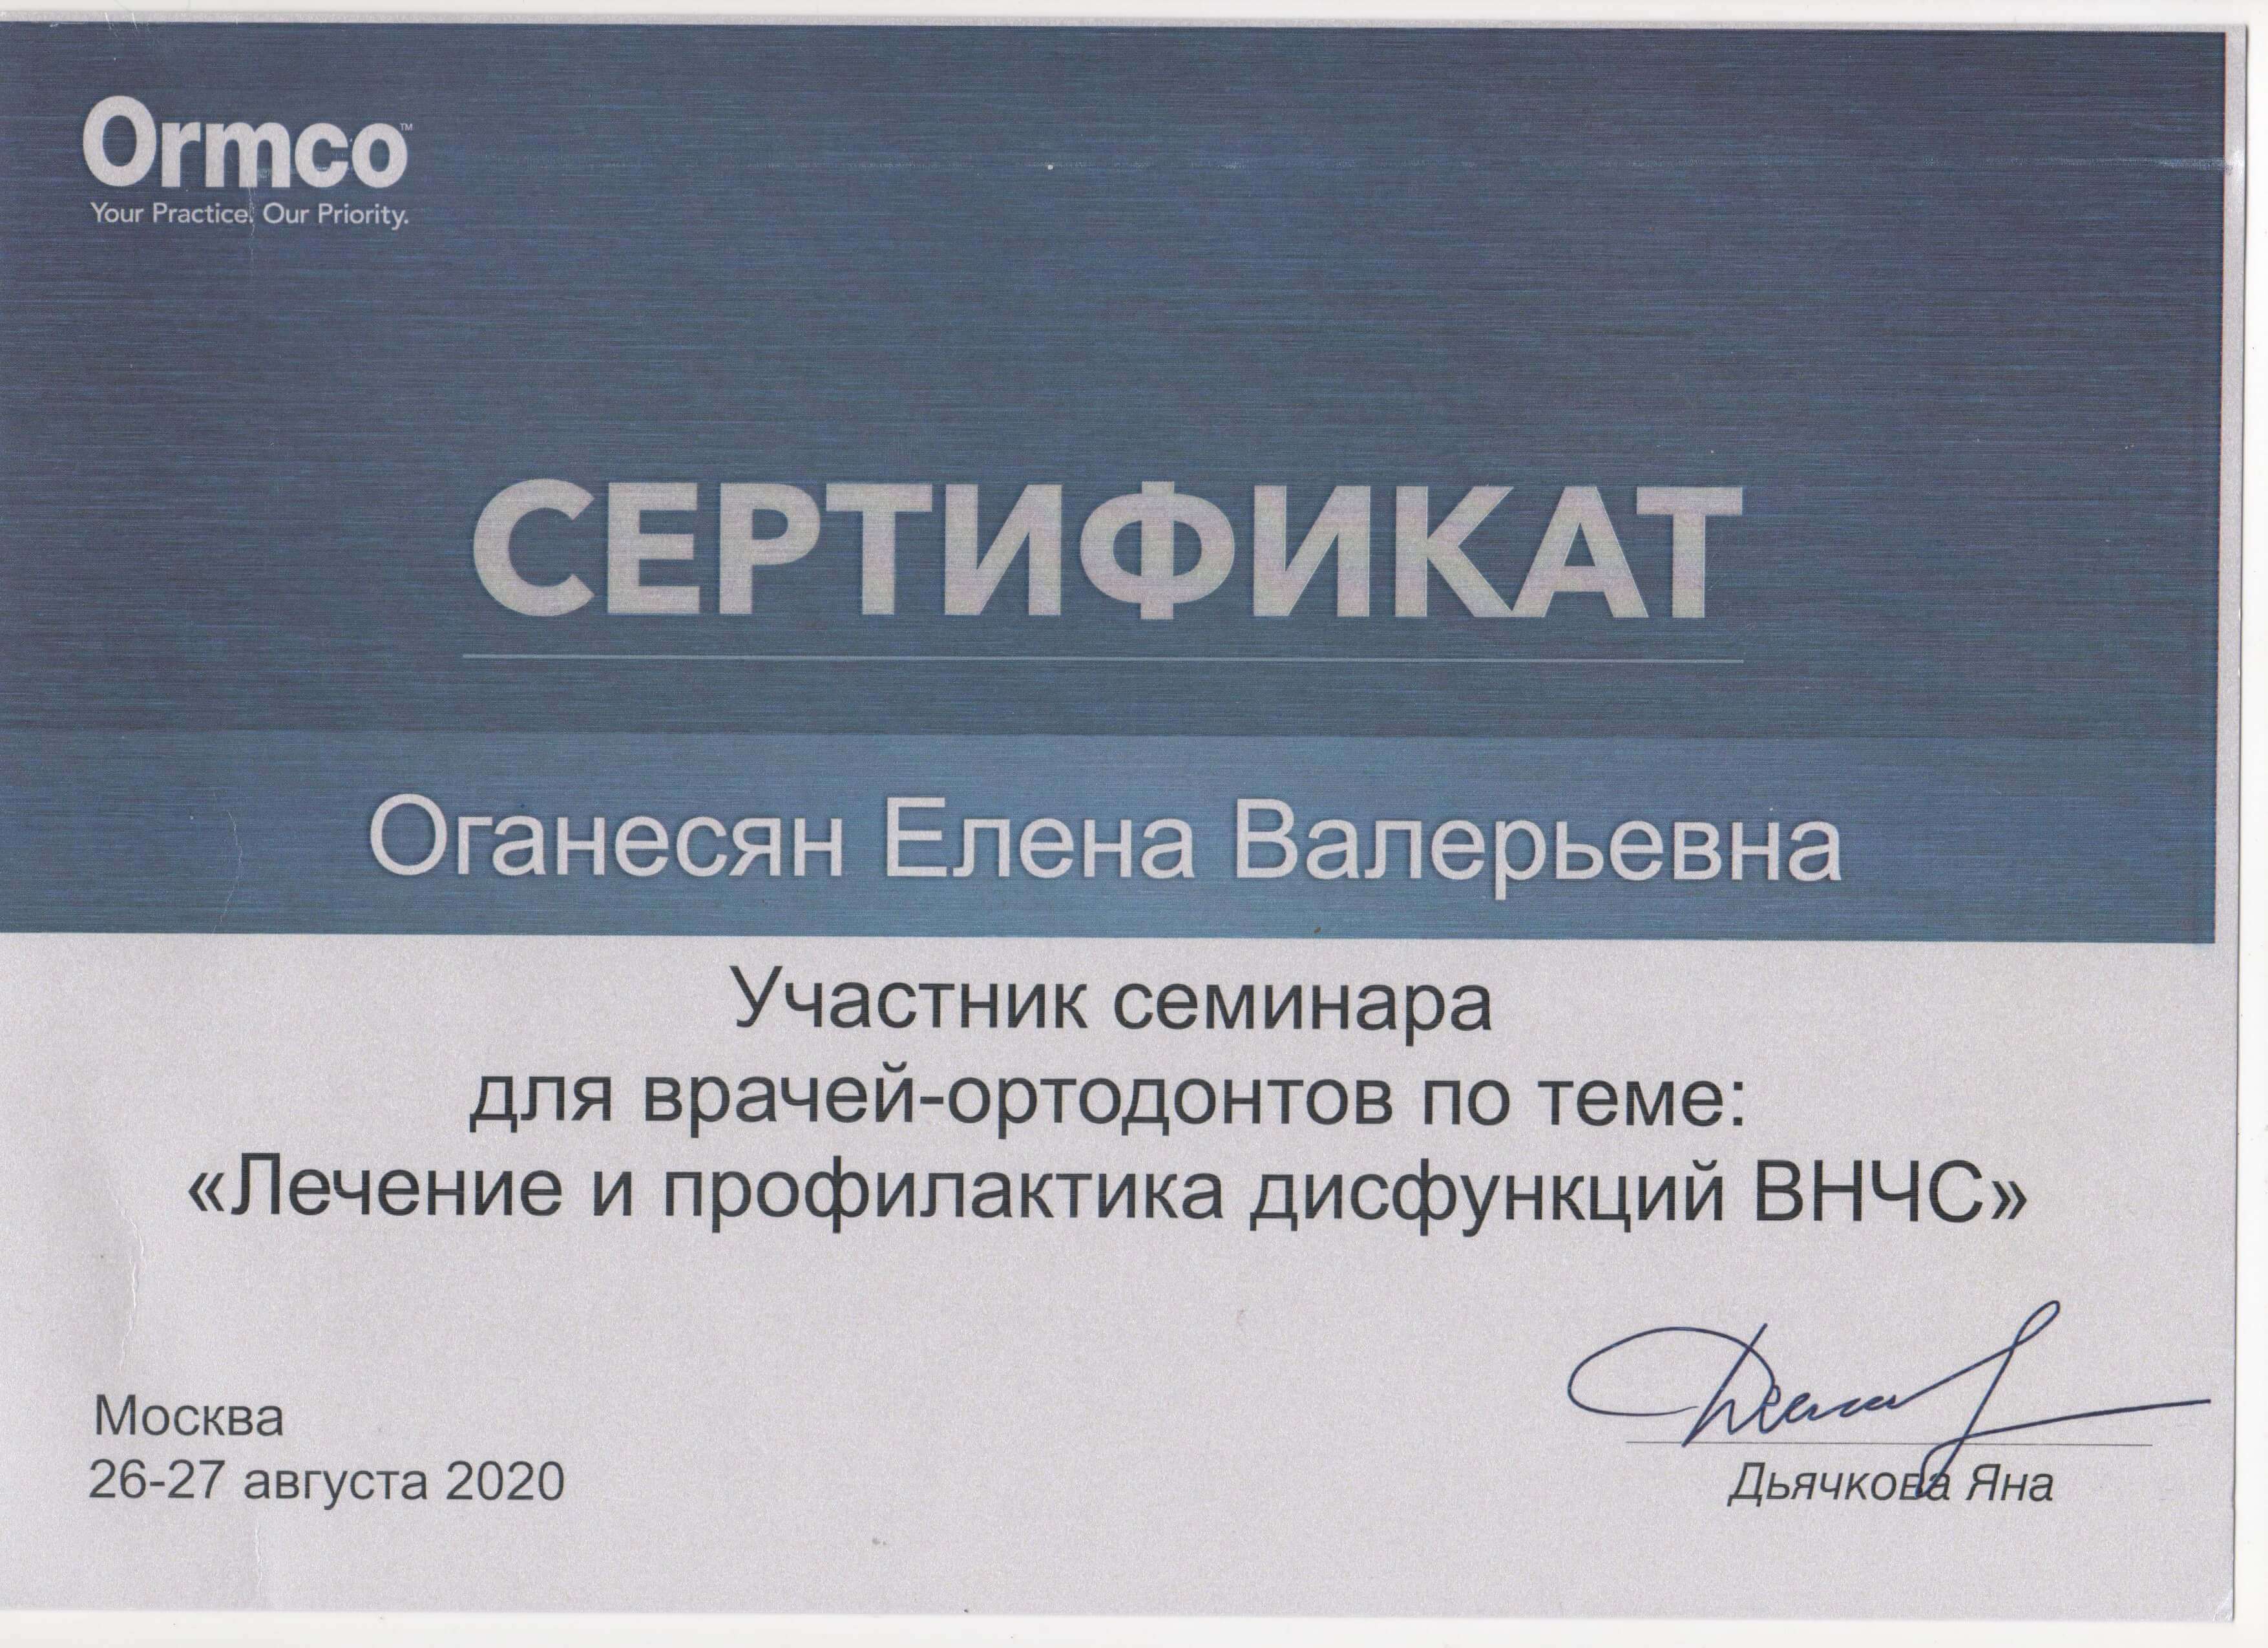 Ormco™
Your Practice. Our Priority.
СЕРТИФИКАТ
Оганесян Елена Валерьевна
Участник семинара
для врачей-ортодонтов по теме:
«Лечение и профилактика дисфункций ВНЧС»
Москва
26-27 августа 2020
Дьячкова Яна